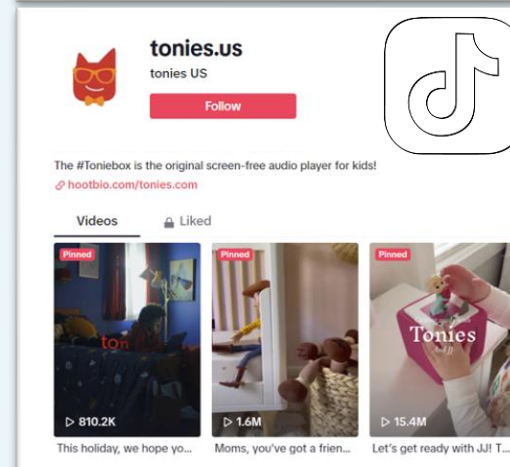 tonies.us
tonies US
Follow
The #Toniebox is the original screen-free audio player for kids!
hootbio.com/tonies.com
Videos
Liked
Pinned
Pinned
Pinned
ton
Tonies
& JJ
810.2K
1.6M
15.4M
This holiday, we hope yo...
Moms, you've got a frien...
Let's get ready with JJ! T...